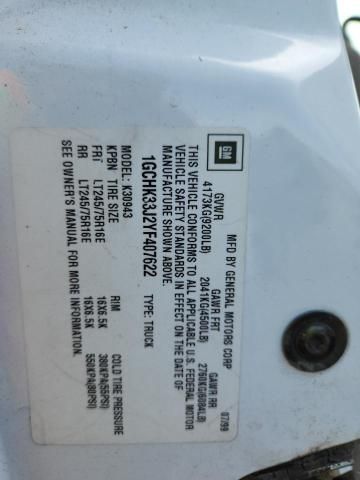 GM
MFD BY GENERAL MOTORS CORP 07/99
GVWR GAWR FRT GAWR RR
4173KG(9200LB) 2041KG(4500LB) 2760KG(6084LB)
THIS VEHICLE CONFORMS TO ALL APPLICABLE U.S. FEDERAL MOTOR
VEHICLE SAFETY STANDARDS IN EFFECT ON THE DATE OF
MANUFACTURE SHOWN ABOVE.
1GCHK33J2YF407622 TYPE: TRUCK
MODEL: K30943
KPBN TIRE SIZE RIM COLD TIRE PRESSURE
FRT LT245/75R16E 16X6.5K 380KPA(55PSI)
RR LT245/75R16E 16X6.5K 550KPA(80PSI)
SEE OWNER'S MANUAL FOR MORE INFORMATION.